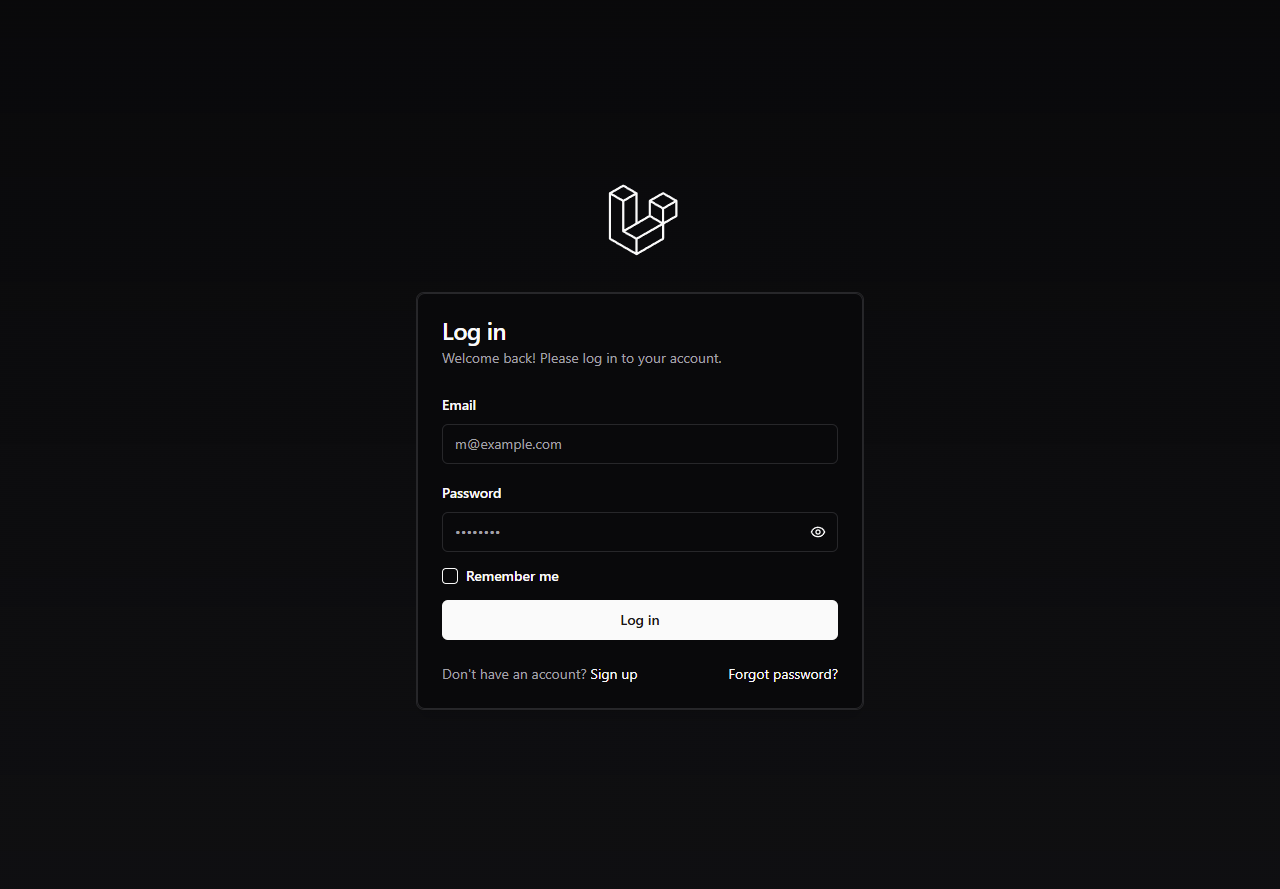 Log in
Welcome back! Please log in to your account.
Email
m@example.com
Password
••••••••
Remember me
Log in
Don't have an account? Sign up
Forgot password?